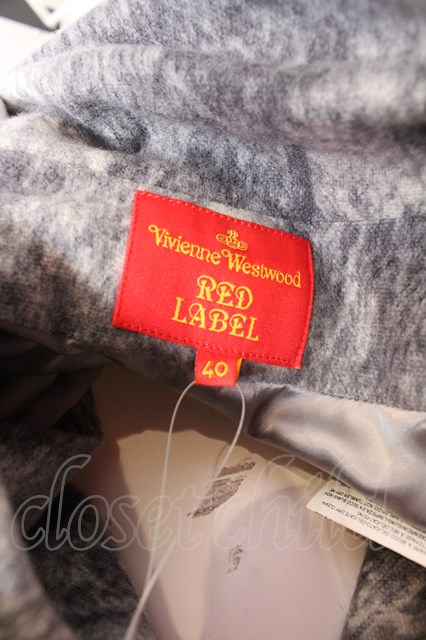 Vivienne Westwood
RED
LABEL
40
closet child